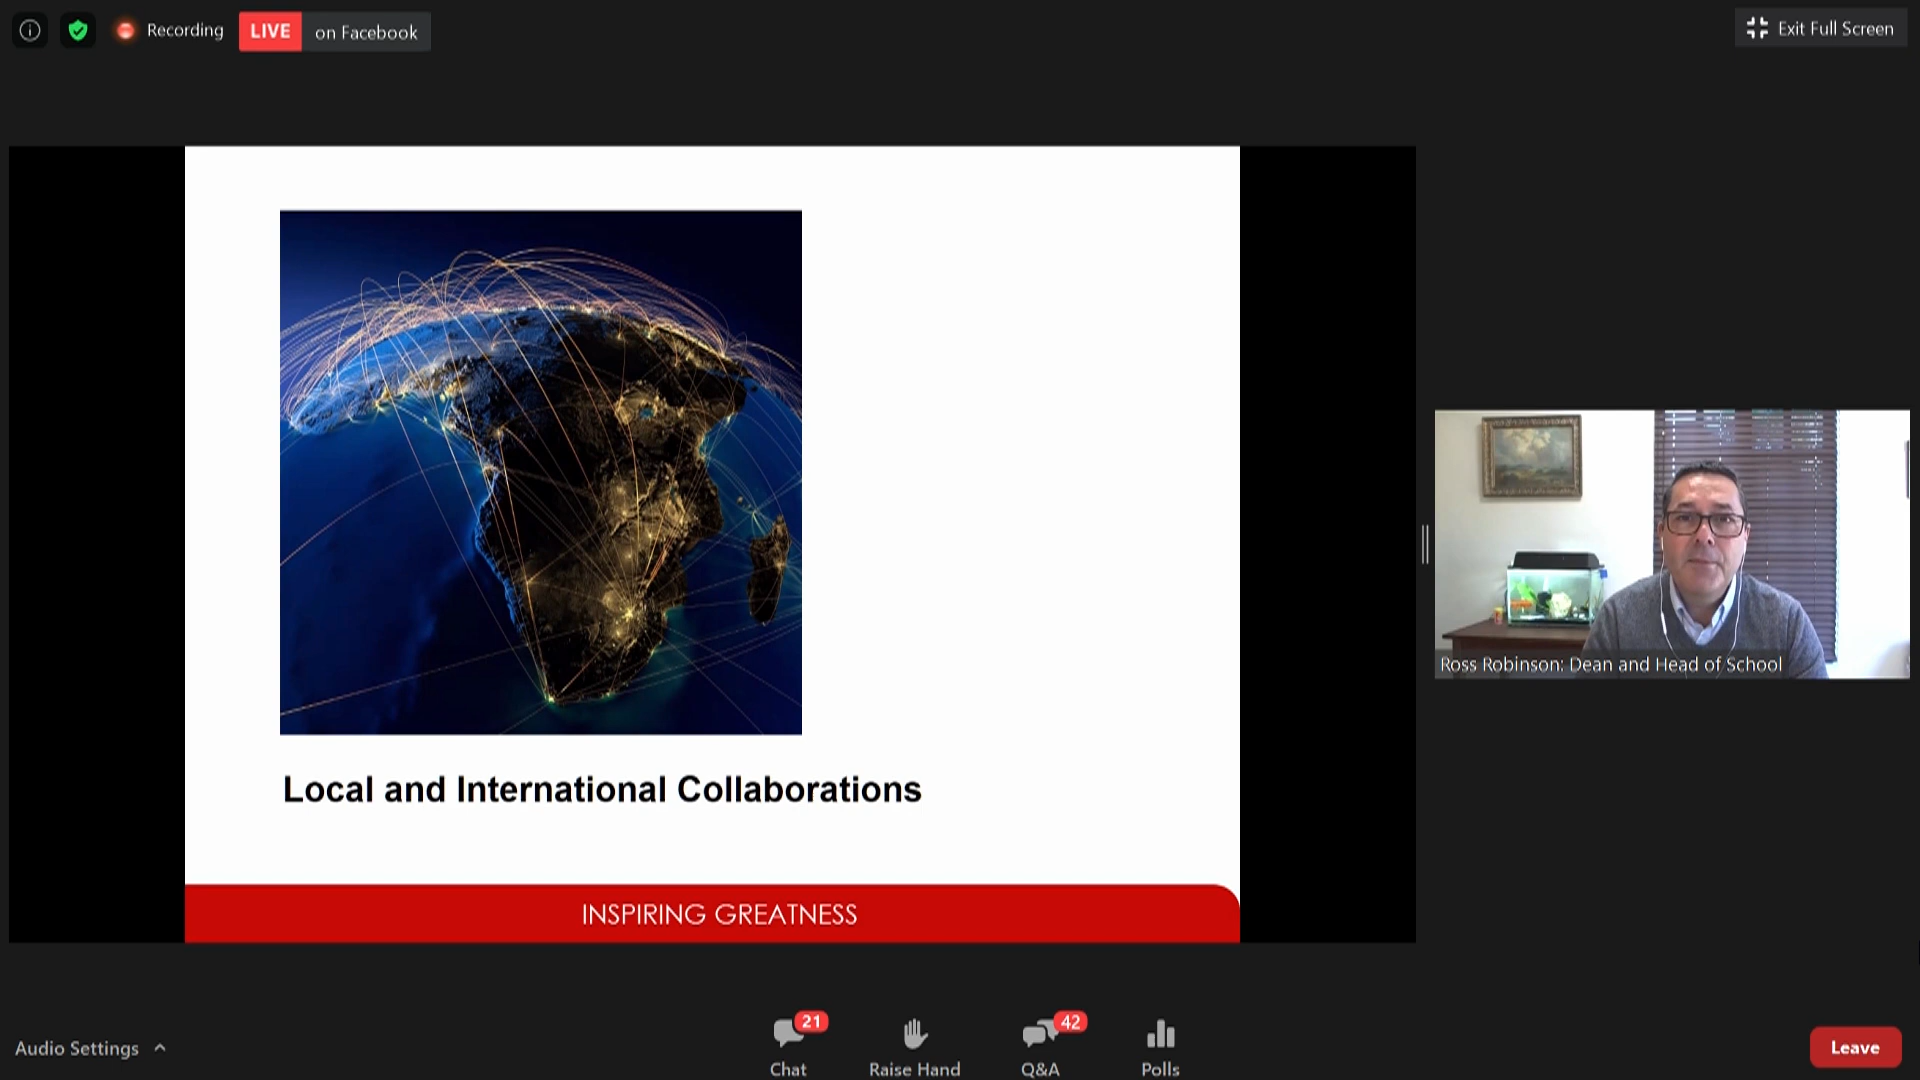 Recording
LIVE on Facebook
Exit Full Screen
Local and International Collaborations
INSPIRING GREATNESS
Ross Robinson: Dean and Head of School
Audio Settings
21
Chat
Raise Hand
42
Q&A
Polls
Leave